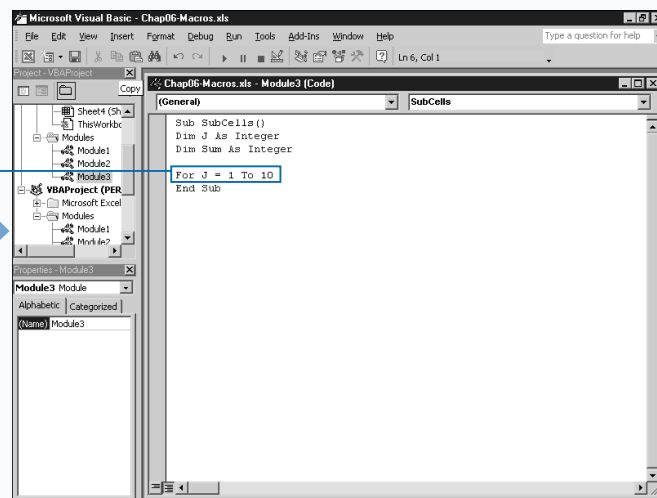 Microsoft Visual Basic - Chap06-Macros.xls
File Edit View Insert Format Debug Run Tools Add-Ins Window Help
Type a question for help
Ln 6, Col 1
Project - VBAProject
Copy
Sheet4 (Sh
ThisWorkbc
Modules
Module1
Module2
Module3
VBAProject (PER
Microsoft Excel
Modules
Module1
Module2
Properties - Module3
Module3 Module
Alphabetic Categorized
(Name) Module3
Chap06-Macros.xls - Module3 (Code)
(General) SubCells
Sub SubCells()
Dim J As Integer
Dim Sum As Integer
For J = 1 To 10
End Sub